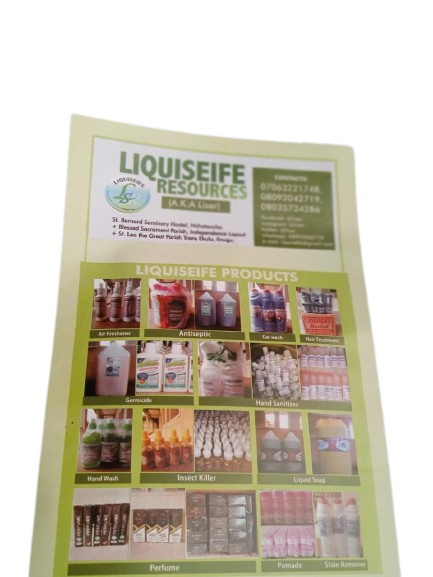 LIQUISEIFE
RESOURCES
[A.K.A Liser]
LIQUISEIFE
St. Bernard Seminary Hostel,
+ Blessed Sacrament Parish, Independence Layout
+ St. Leo the Great Parish Trans Ekulu, Enugu.
CONTACTS:
07063221748,
08092042719,
08035734286
LIQUISEIFE PRODUCTS
Air Freshener
Antiseptic
Car wash
Hair Treatment
Germicide
Hand Sanitizer
Hand Wash
Insect Killer
Liquid Soap
Perfume
Pomade
Stain Remover